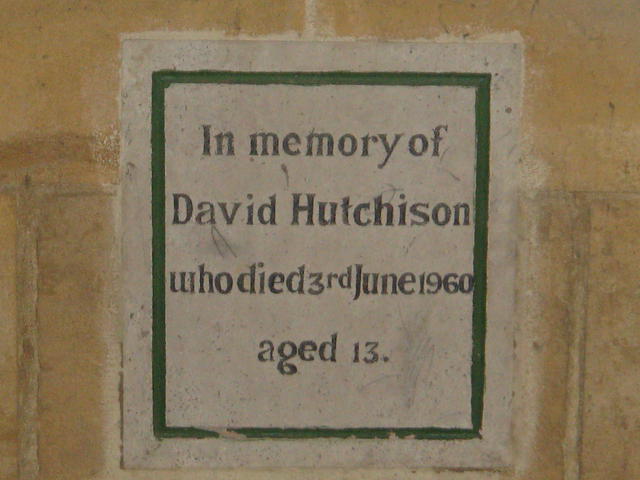 In memory of
David Hutchison
who died 3rd June 1960
aged 13.